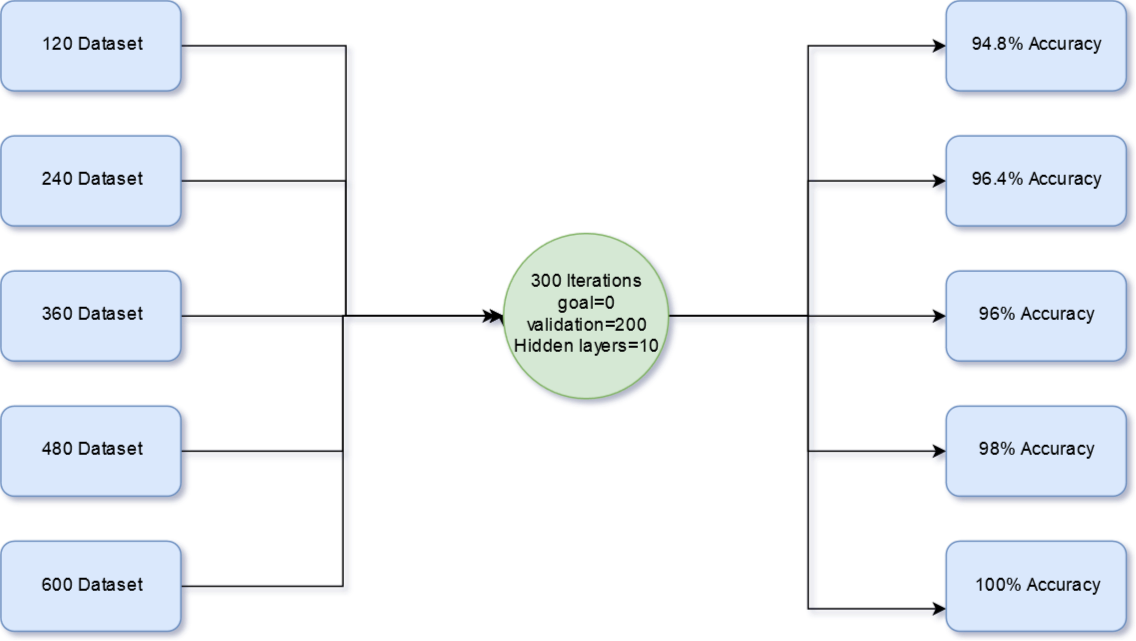 120 Dataset
240 Dataset
360 Dataset
480 Dataset
600 Dataset
300 Iterations
goal=0
validation=200
Hidden layers=10
94.8% Accuracy
96.4% Accuracy
96% Accuracy
98% Accuracy
100% Accuracy